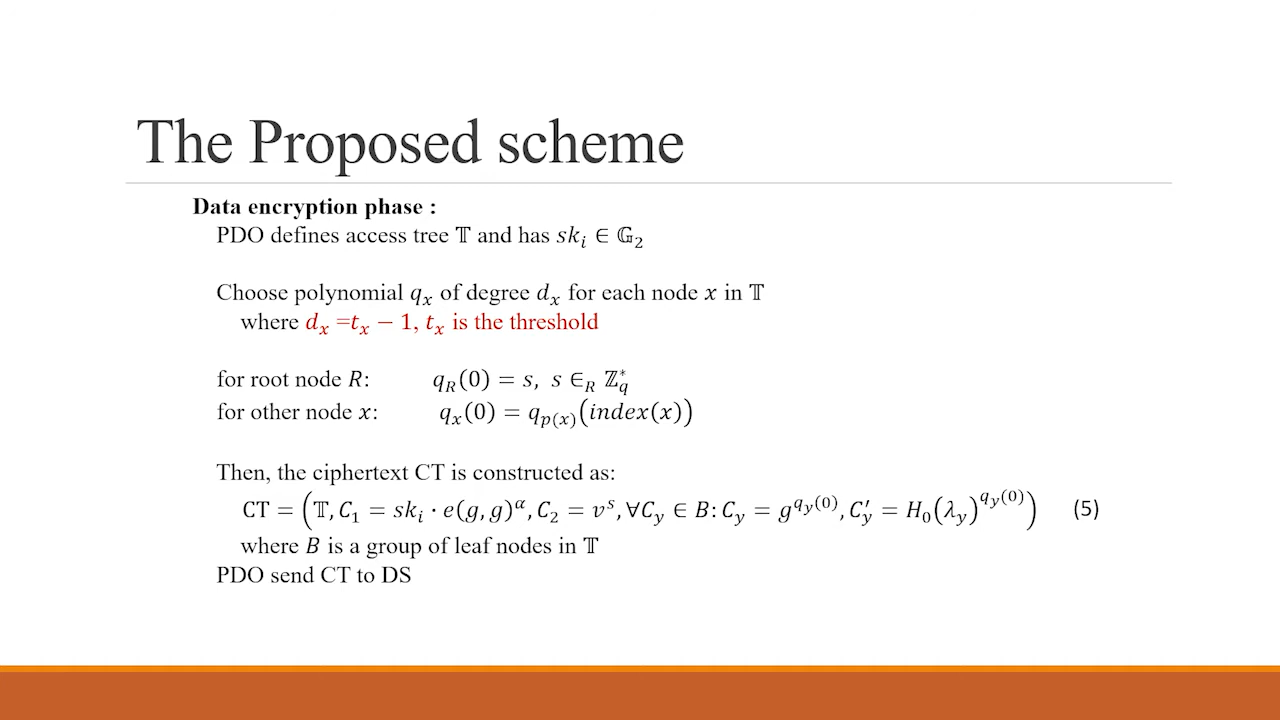 The Proposed scheme
Data encryption phase :
PDO defines access tree 𝕋 and has 𝑠𝑘ᵢ ∈ 𝔾₂
Choose polynomial 𝑞ₓ of degree 𝑑ₓ for each node 𝑥 in 𝕋
where 𝑑ₓ =𝑡ₓ − 1, 𝑡ₓ is the threshold
for root node 𝑅: 𝑞_𝑅(0) = 𝑠, 𝑠 ∈_𝑅 ℤ_𝑞^*
for other node 𝑥: 𝑞ₓ(0) = 𝑞_𝑝(𝑥)(𝑖𝑛𝑑𝑒𝑥(𝑥))
Then, the ciphertext CT is constructed as:
CT = (𝕋, 𝐶₁ = 𝑠𝑘ᵢ · 𝑒(𝑔, 𝑔)^𝛼, 𝐶₂ = 𝑣^𝑠, ∀𝐶_𝑦 ∈ 𝐵: 𝐶_𝑦 = 𝑔^𝑞_𝑦(0), 𝐶′_𝑦 = 𝐻₀(𝜆_𝑦)^𝑞_𝑦(0)) (5)
where 𝐵 is a group of leaf nodes in 𝕋
PDO send CT to DS